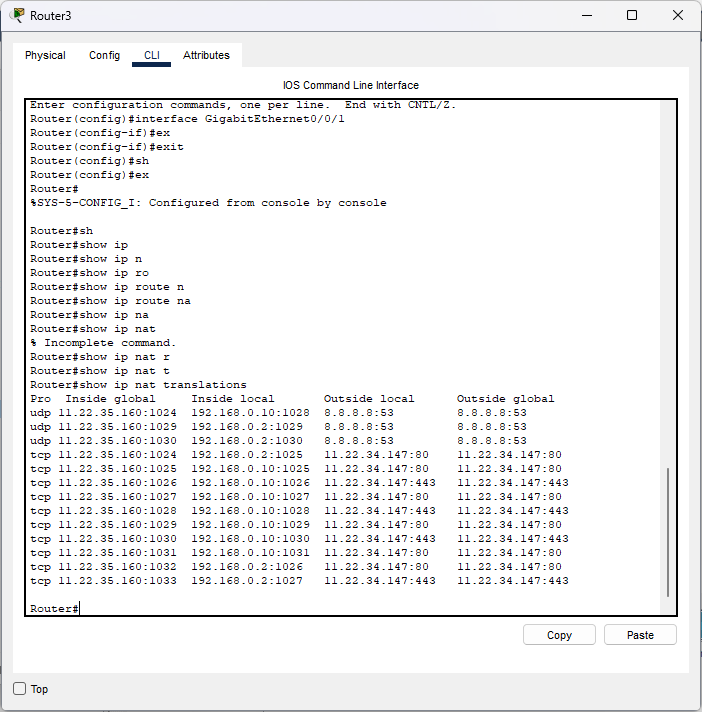 Router3
Physical Config CLI Attributes
IOS Command Line Interface
Enter configuration commands, one per line.  End with CNTL/Z.
Router(config)#interface GigabitEthernet0/0/1
Router(config-if)#ex
Router(config-if)#exit
Router(config)#sh
Router(config)#ex
Router#
%SYS-5-CONFIG_I: Configured from console by console
Router#sh
Router#show ip
Router#show ip n
Router#show ip ro
Router#show ip route n
Router#show ip route na
Router#show ip na
Router#show ip nat
% Incomplete command.
Router#show ip nat r
Router#show ip nat t
Router#show ip nat translations
Pro  Inside global     Inside local       Outside local      Outside global
udp 11.22.35.160:1024  192.168.0.10:1028  8.8.8.8:53         8.8.8.8:53
udp 11.22.35.160:1029  192.168.0.2:1029   8.8.8.8:53         8.8.8.8:53
udp 11.22.35.160:1030  192.168.0.2:1030   8.8.8.8:53         8.8.8.8:53
tcp 11.22.35.160:1024  192.168.0.2:1025   11.22.34.147:80    11.22.34.147:80
tcp 11.22.35.160:1025  192.168.0.10:1025  11.22.34.147:80    11.22.34.147:80
tcp 11.22.35.160:1026  192.168.0.10:1026  11.22.34.147:443   11.22.34.147:443
tcp 11.22.35.160:1027  192.168.0.10:1027  11.22.34.147:80    11.22.34.147:80
tcp 11.22.35.160:1028  192.168.0.10:1028  11.22.34.147:443   11.22.34.147:443
tcp 11.22.35.160:1029  192.168.0.10:1029  11.22.34.147:80    11.22.34.147:80
tcp 11.22.35.160:1030  192.168.0.10:1030  11.22.34.147:443   11.22.34.147:443
tcp 11.22.35.160:1031  192.168.0.10:1031  11.22.34.147:80    11.22.34.147:80
tcp 11.22.35.160:1032  192.168.0.2:1026   11.22.34.147:80    11.22.34.147:80
tcp 11.22.35.160:1033  192.168.0.2:1027   11.22.34.147:443   11.22.34.147:443
Router#
Copy Paste
Top